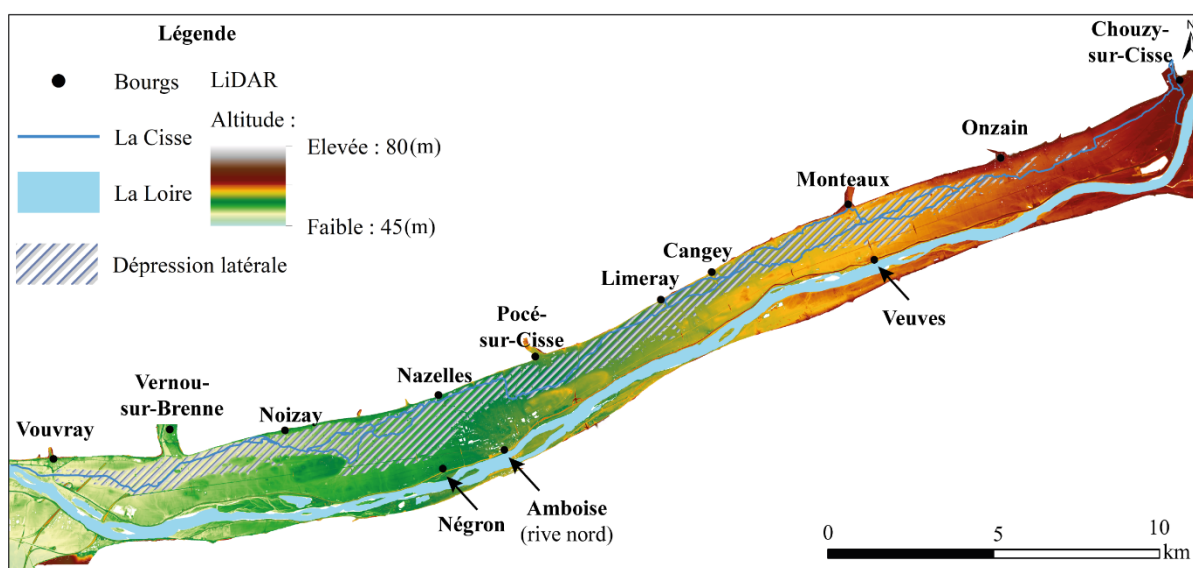 Légende
Bourgs
LiDAR
La Cisse
Altitude :
Elevée : 80(m)
La Loire
Faible : 45(m)
Dépression latérale
N
Chouzy-
sur-Cisse
Onzain
Monteaux
Cangey
Limeray
Veuves
Pocé-
sur-Cisse
Nazelles
Vernou-
sur-Brenne
Noizay
Vouvray
Négron
Amboise
(rive nord)
0 5 10
km